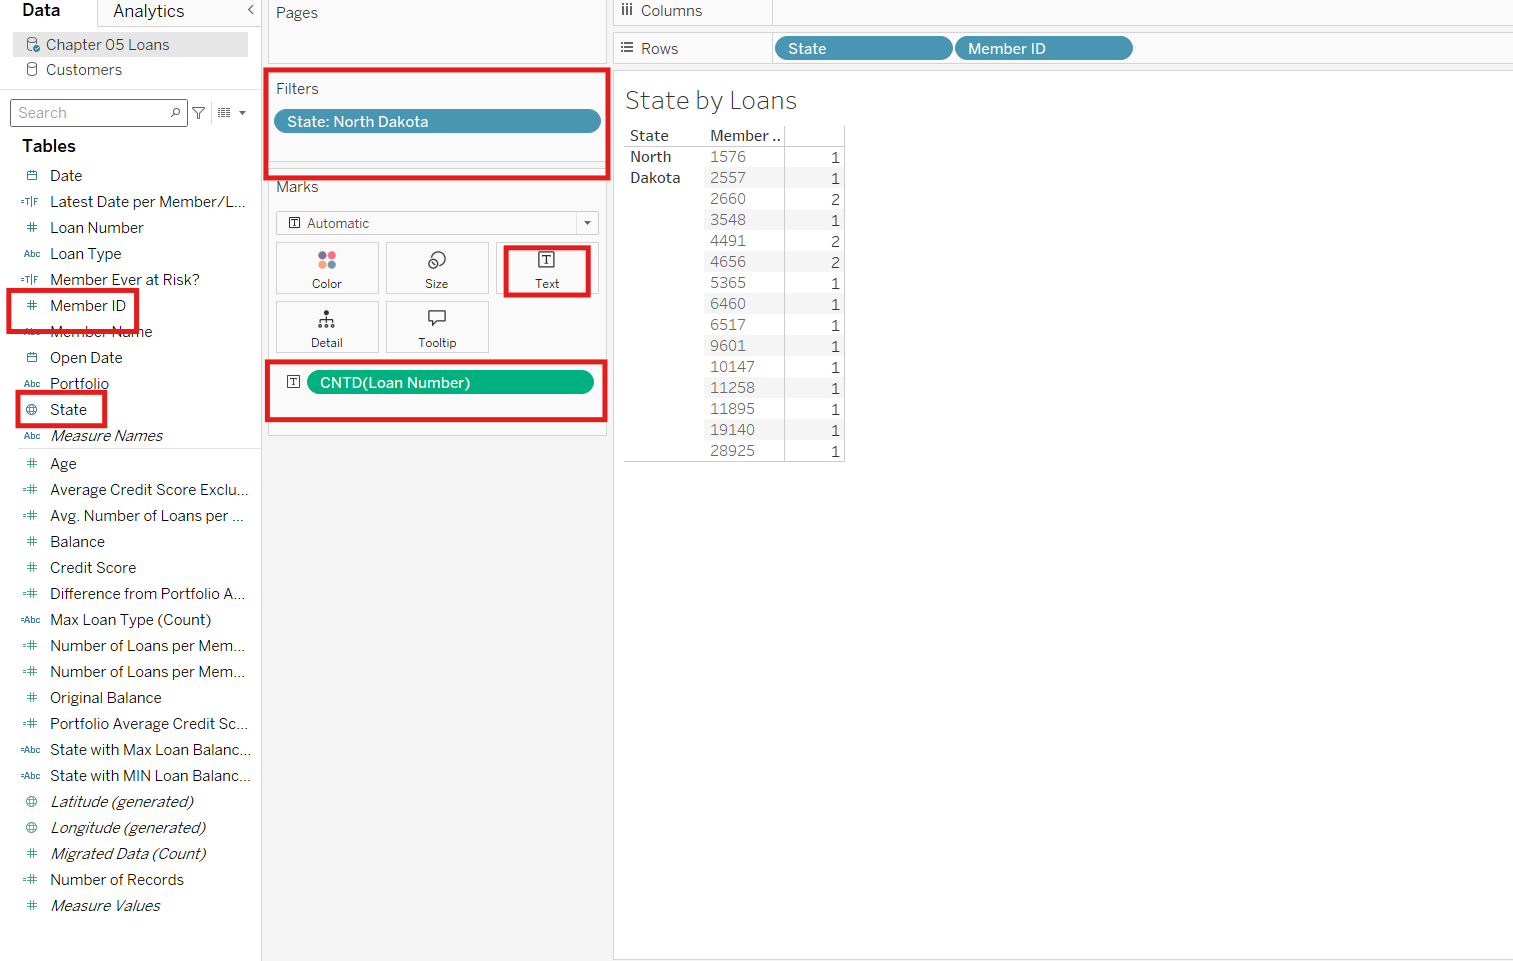 Data
Analytics
Chapter 05 Loans
Customers
Search
Tables
Date
Latest Date per Member/L...
Loan Number
Abc Loan Type
Member Ever at Risk?
Member ID
Abc Member Name
Open Date
Abc Portfolio
State
Abc Measure Names
Age
Average Credit Score Exclu...
Avg. Number of Loans per ...
Balance
Credit Score
Difference from Portfolio A...
=Abc Max Loan Type (Count)
Number of Loans per Mem...
Number of Loans per Mem...
Original Balance
Portfolio Average Credit Sc...
=Abc State with Max Loan Balanc...
=Abc State with MIN Loan Balanc...
Latitude (generated)
Longitude (generated)
Migrated Data (Count)
Number of Records
Measure Values
Pages
Filters
State: North Dakota
Marks
Automatic
Color
Size
Text
Detail
Tooltip
CNTD(Loan Number)
Columns
Rows
State
Member ID
State by Loans
State Member ..
North Dakota
1576 1
2557 1
2660 2
3548 1
4491 2
4656 2
5365 1
6460 1
6517 1
9601 1
10147 1
11258 1
11895 1
19140 1
28925 1